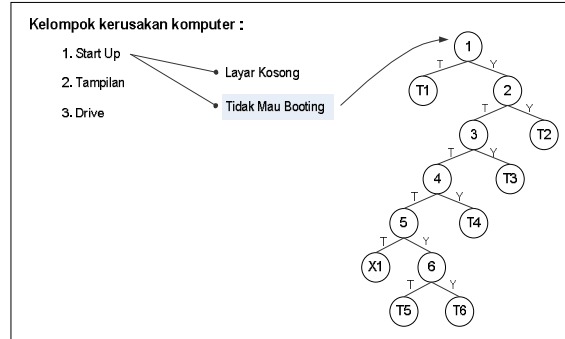 Kelompok kerusakan komputer :
1. Start Up
2. Tampilan
3. Drive
Layar Kosong
Tidak Mau Booting
1
T Y
T1 2
T Y
3 T2
T Y
4 T3
T Y
5 T4
T Y
X1 6
T Y
T5 T6